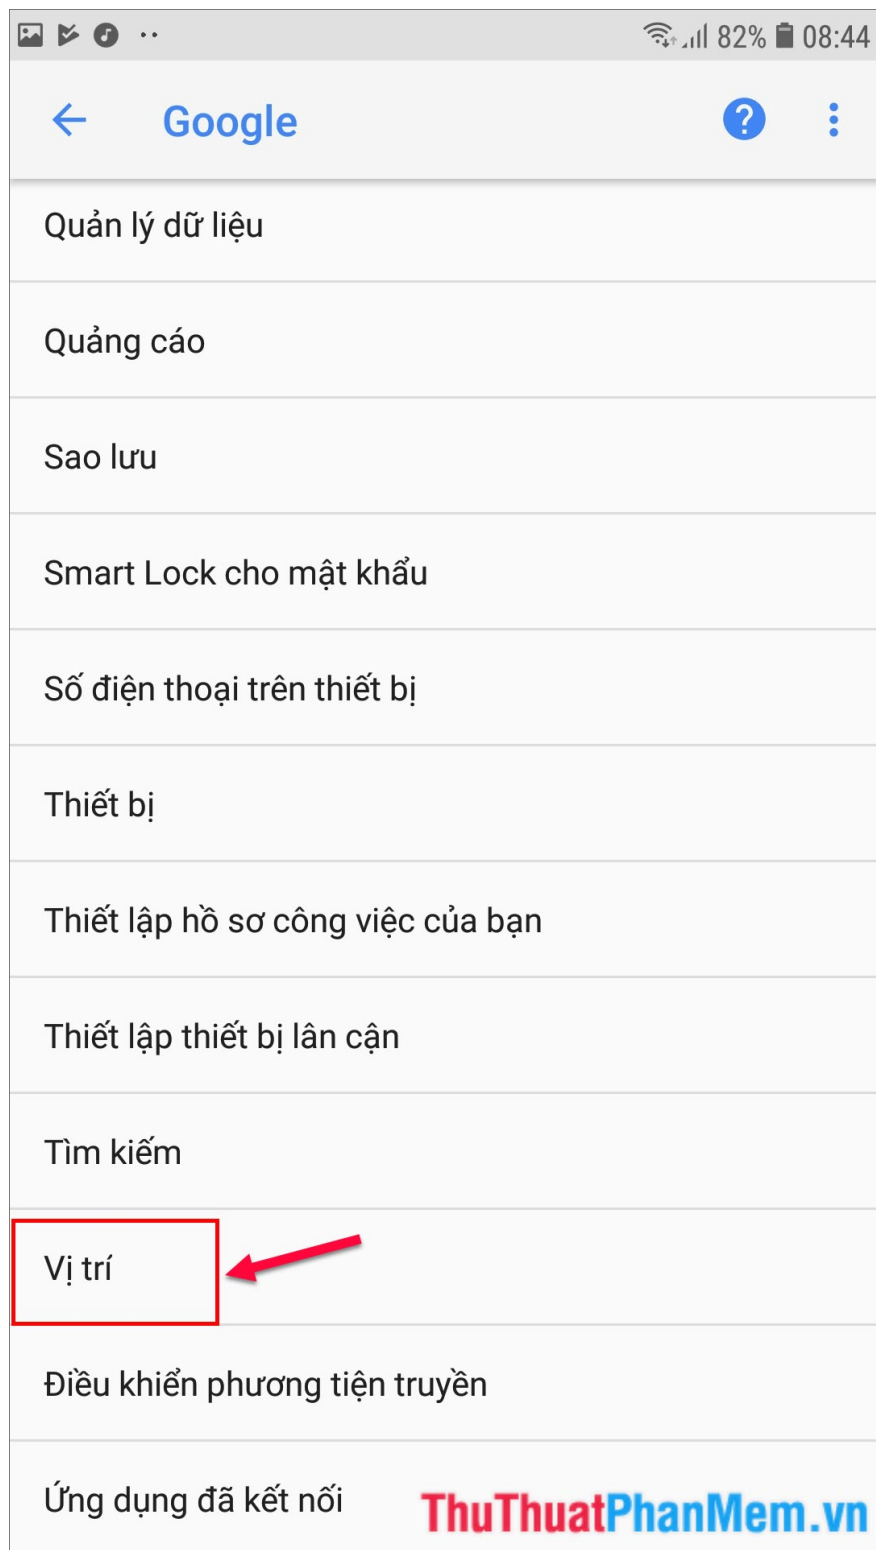 82% 08:44
Google
Quản lý dữ liệu
Quảng cáo
Sao lưu
Smart Lock cho mật khẩu
Số điện thoại trên thiết bị
Thiết bị
Thiết lập hồ sơ công việc của bạn
Thiết lập thiết bị lân cận
Tìm kiếm
Vị trí
Điều khiển phương tiện truyền
Ứng dụng đã kết nối
ThuThuatPhanMem.vn